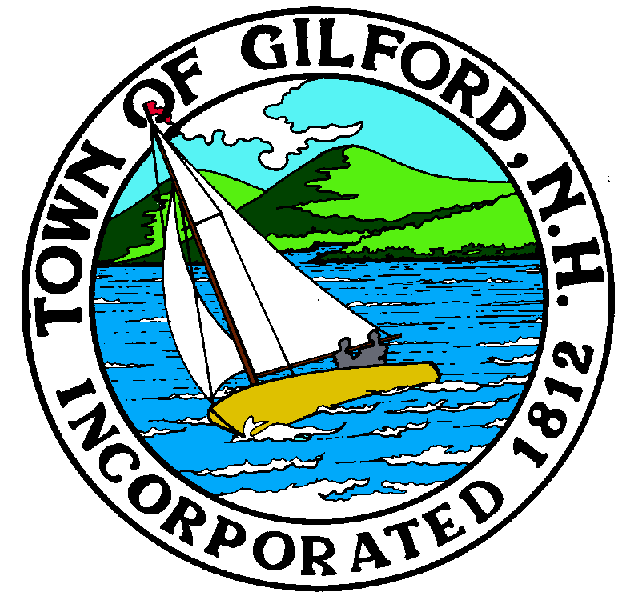 TOWN OF GILFORD, N.H.
INCORPORATED 1812